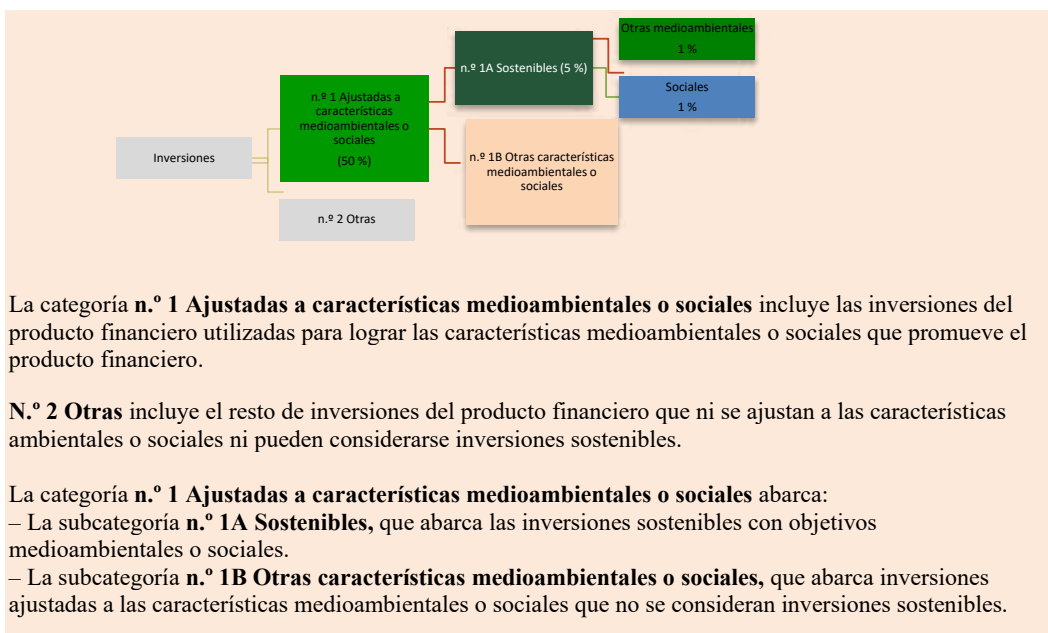 Otras medioambientales
1 %
n.º 1A Sostenibles (5 %)
Sociales
1 %
n.º 1 Ajustadas a
características
medioambientales o
sociales
(50 %)
Inversiones
n.º 1B Otras características
medioambientales o
sociales
n.º 2 Otras
La categoría n.º 1 Ajustadas a características medioambientales o sociales incluye las inversiones del
producto financiero utilizadas para lograr las características medioambientales o sociales que promueve el
producto financiero.
N.º 2 Otras incluye el resto de inversiones del producto financiero que ni se ajustan a las características
ambientales o sociales ni pueden considerarse inversiones sostenibles.
La categoría n.º 1 Ajustadas a características medioambientales o sociales abarca:
– La subcategoría n.º 1A Sostenibles, que abarca las inversiones sostenibles con objetivos
medioambientales o sociales.
– La subcategoría n.º 1B Otras características medioambientales o sociales, que abarca inversiones
ajustadas a las características medioambientales o sociales que no se consideran inversiones sostenibles.